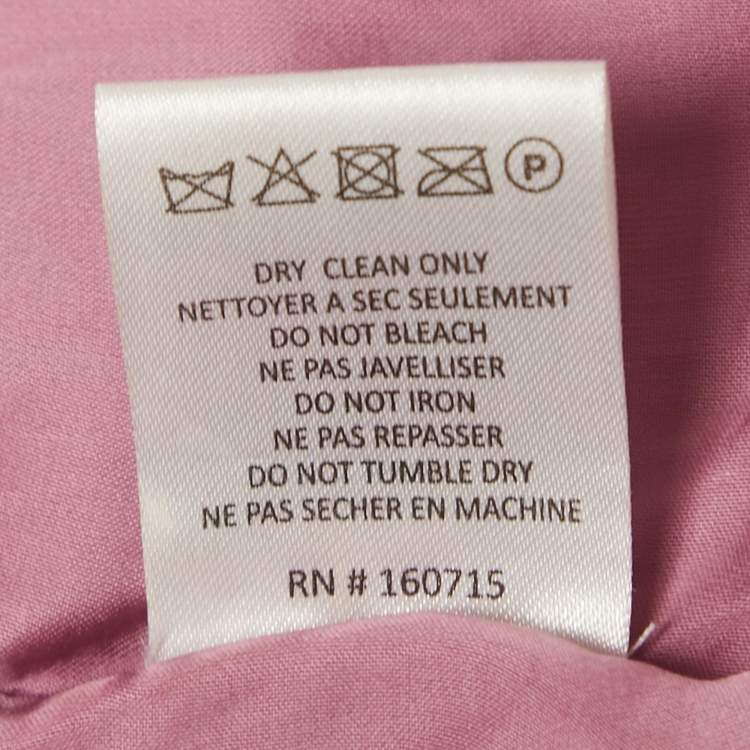 P
DRY CLEAN ONLY
NETTOYER A SEC SEULEMENT
DO NOT BLEACH
NE PAS JAVELLISER
DO NOT IRON
NE PAS REPASSER
DO NOT TUMBLE DRY
NE PAS SECHER EN MACHINE
RN # 160715